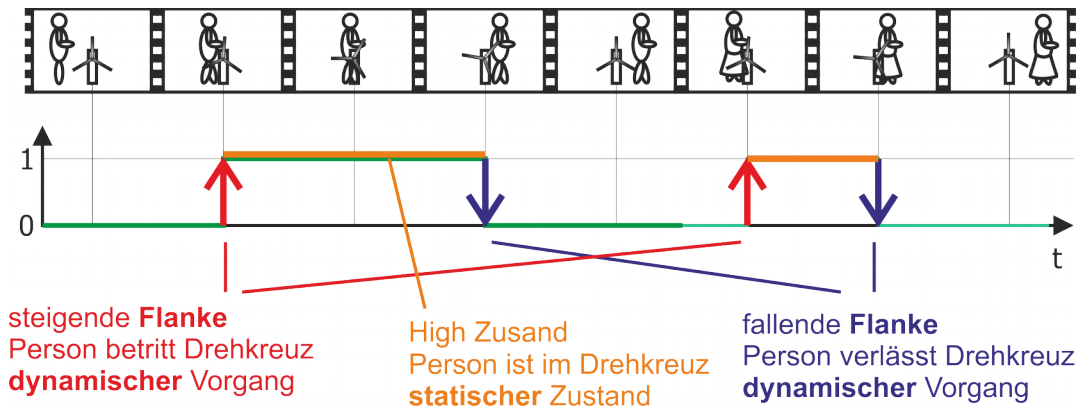 1
0
t
steigende Flanke
Person betritt Drehkreuz
dynamischer Vorgang
High Zusand
Person ist im Drehkreuz
statischer Zustand
fallende Flanke
Person verlässt Drehkreuz
dynamischer Vorgang